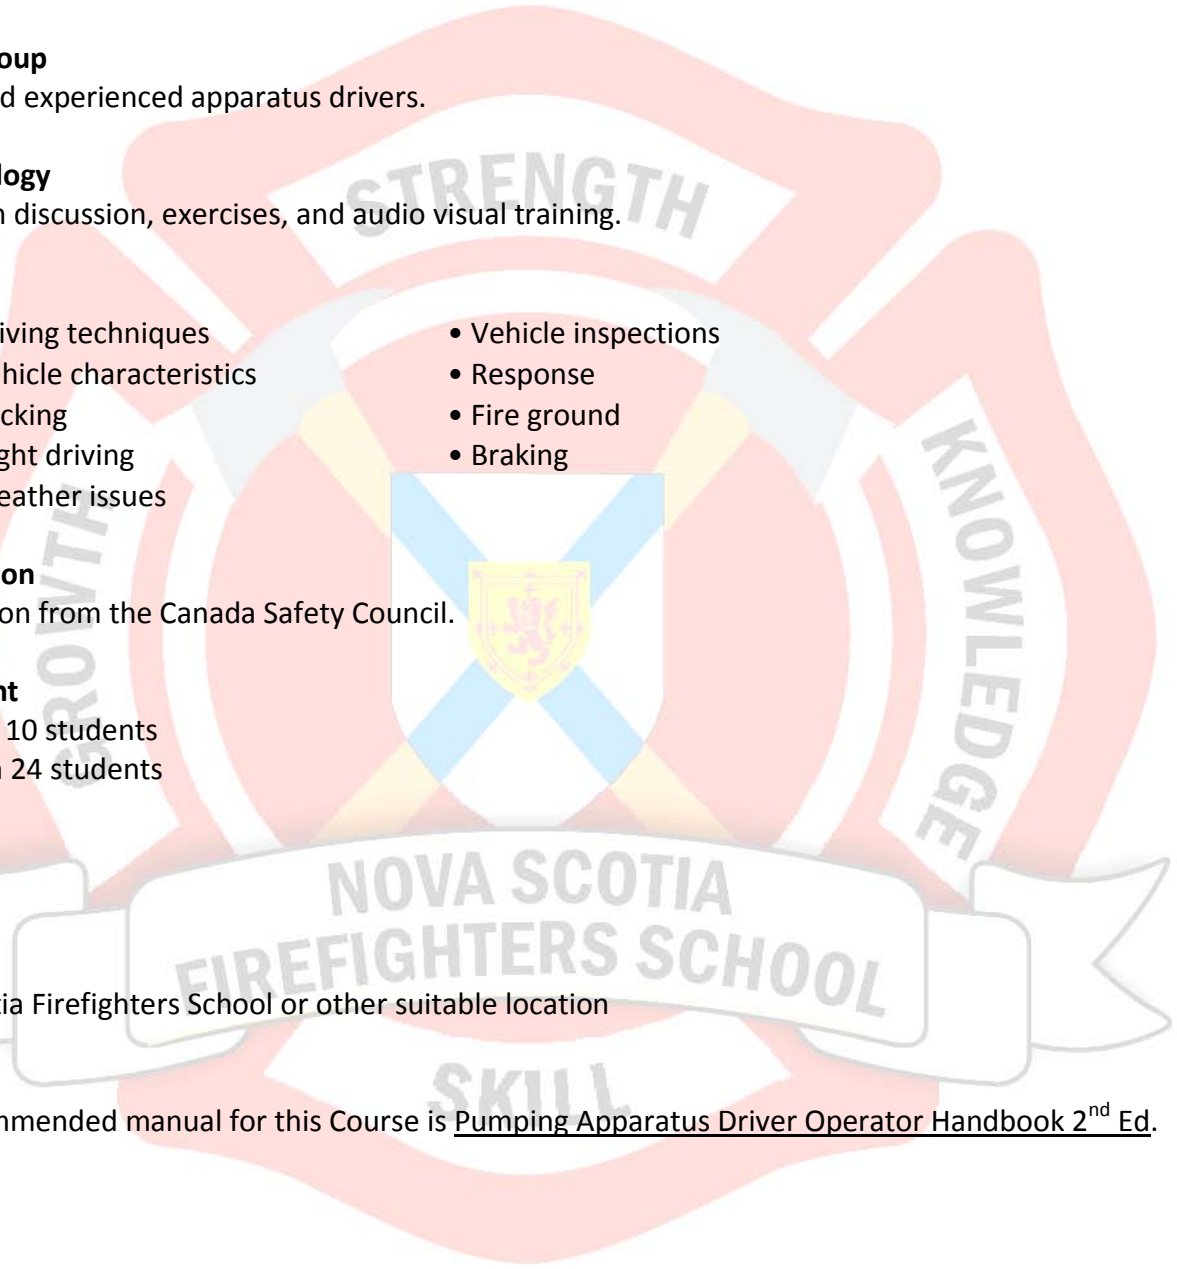 oup
d experienced apparatus drivers.
logy
n discussion, exercises, and audio visual training.
iving techniques • Vehicle inspections
hicle characteristics • Response
cking • Fire ground
ght driving • Braking
eather issues
on
on from the Canada Safety Council.
nt
10 students
24 students
tia Firefighters School or other suitable location
mmended manual for this Course is Pumping Apparatus Driver Operator Handbook 2nd Ed.
STRENGTH
GROWTH
KNOWLEDGE
NOVA SCOTIA
FIREFIGHTERS SCHOOL
SKILL